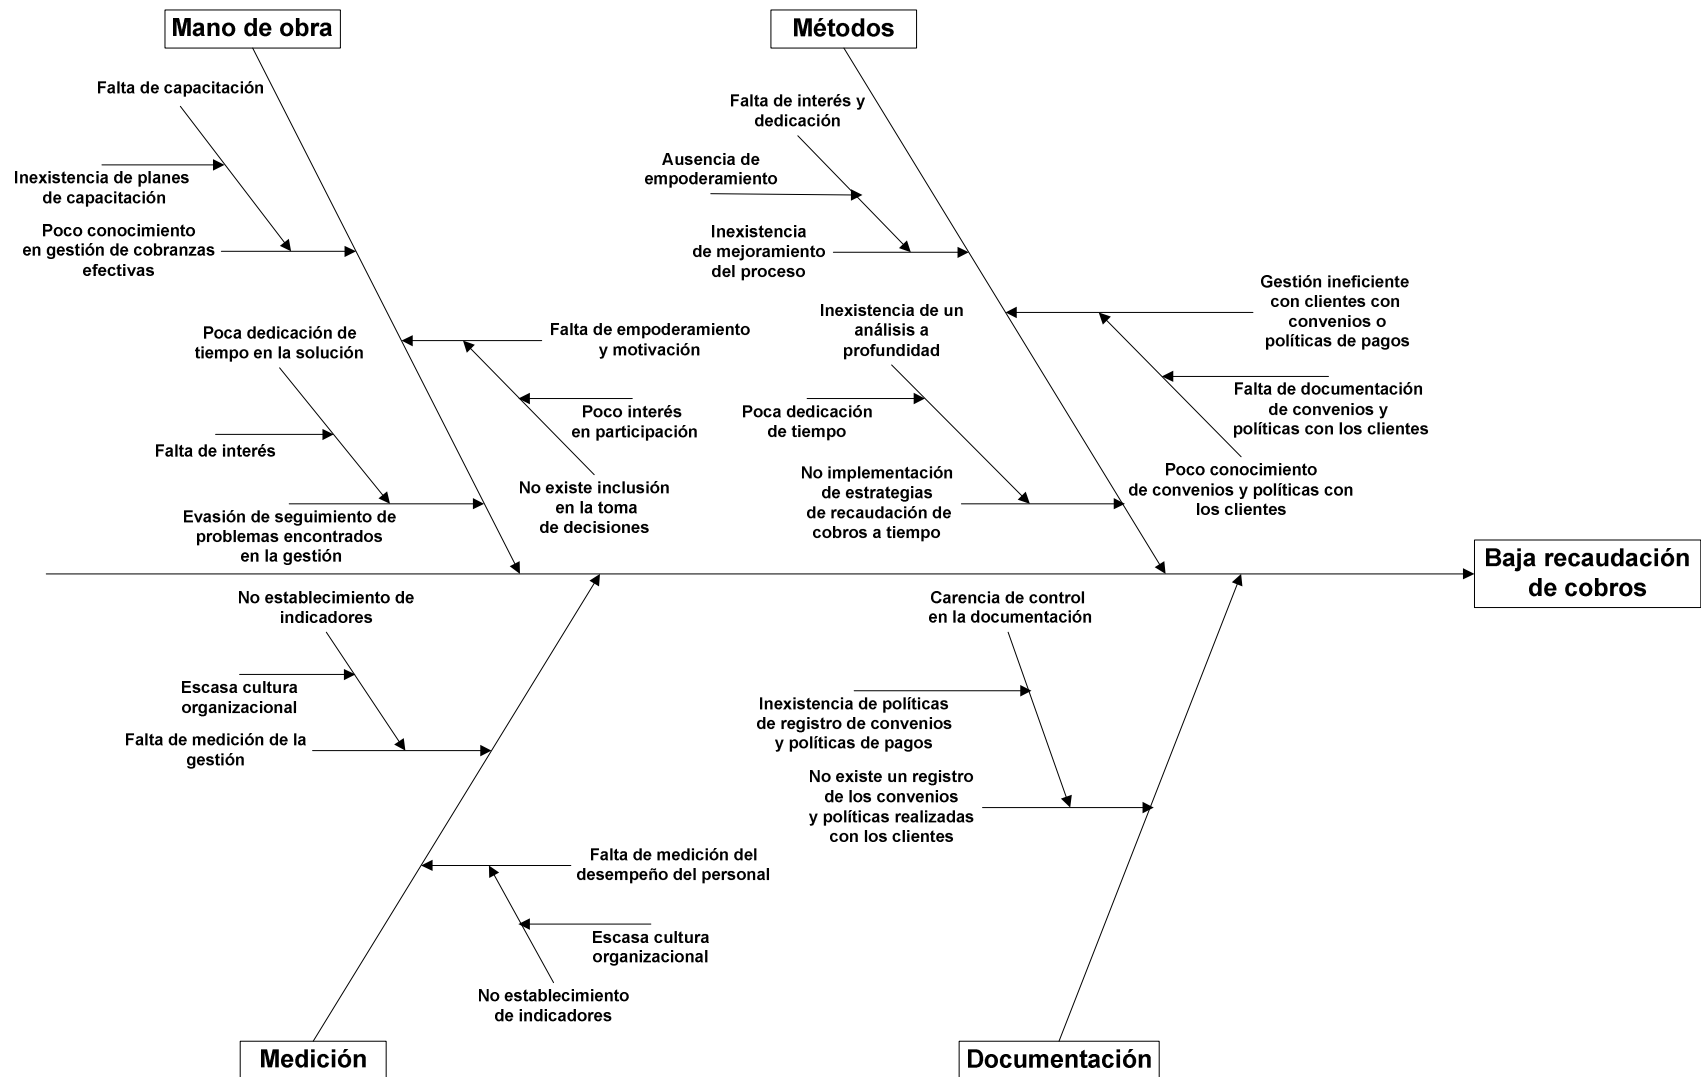 Mano de obra
Métodos
Falta de capacitación
Inexistencia de planes
de capacitación
Poco conocimiento
en gestión de cobranzas
efectivas
Falta de empoderamiento
y motivación
Poco interés
en participación
No existe inclusión
en la toma
de decisiones
Poca dedicación de
tiempo en la solución
Falta de interés
Evasión de seguimiento de
problemas encontrados
en la gestión
Falta de interés y
dedicación
Ausencia de
empoderamiento
Inexistencia
de mejoramiento
del proceso
Gestión ineficiente
con clientes con
convenios o
políticas de pagos
Falta de documentación
de convenios y
políticas con los clientes
Poco conocimiento
de convenios y políticas con
los clientes
Inexistencia de un
análisis a
profundidad
Poca dedicación
de tiempo
No implementación
de estrategias
de recaudación de
cobros a tiempo
Baja recaudación
de cobros
No establecimiento de
indicadores
Escasa cultura
organizacional
Falta de medición de la
gestión
Falta de medición del
desempeño del personal
Escasa cultura
organizacional
No establecimiento
de indicadores
Carencia de control
en la documentación
Inexistencia de políticas
de registro de convenios
y políticas de pagos
No existe un registro
de los convenios
y políticas realizadas
con los clientes
Medición
Documentación